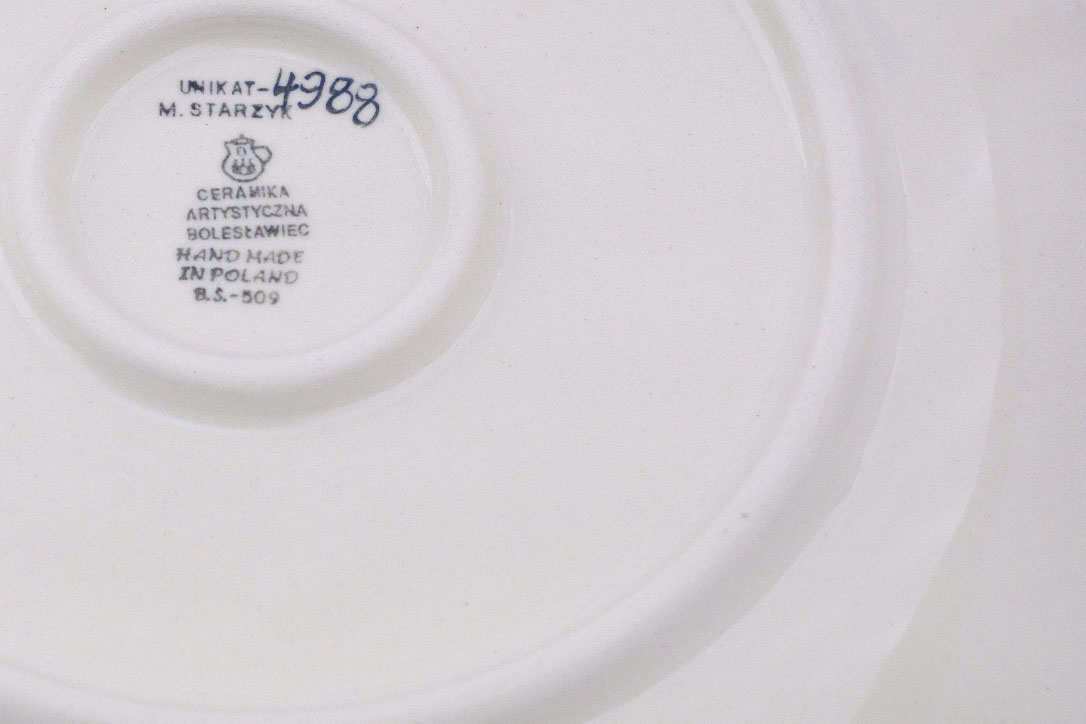 UNIKAT-4988
M. STARZYK
CERAMIKA
ARTYSTYCZNA
BOLESŁAWIEC
HAND MADE
IN POLAND
B.S.-509